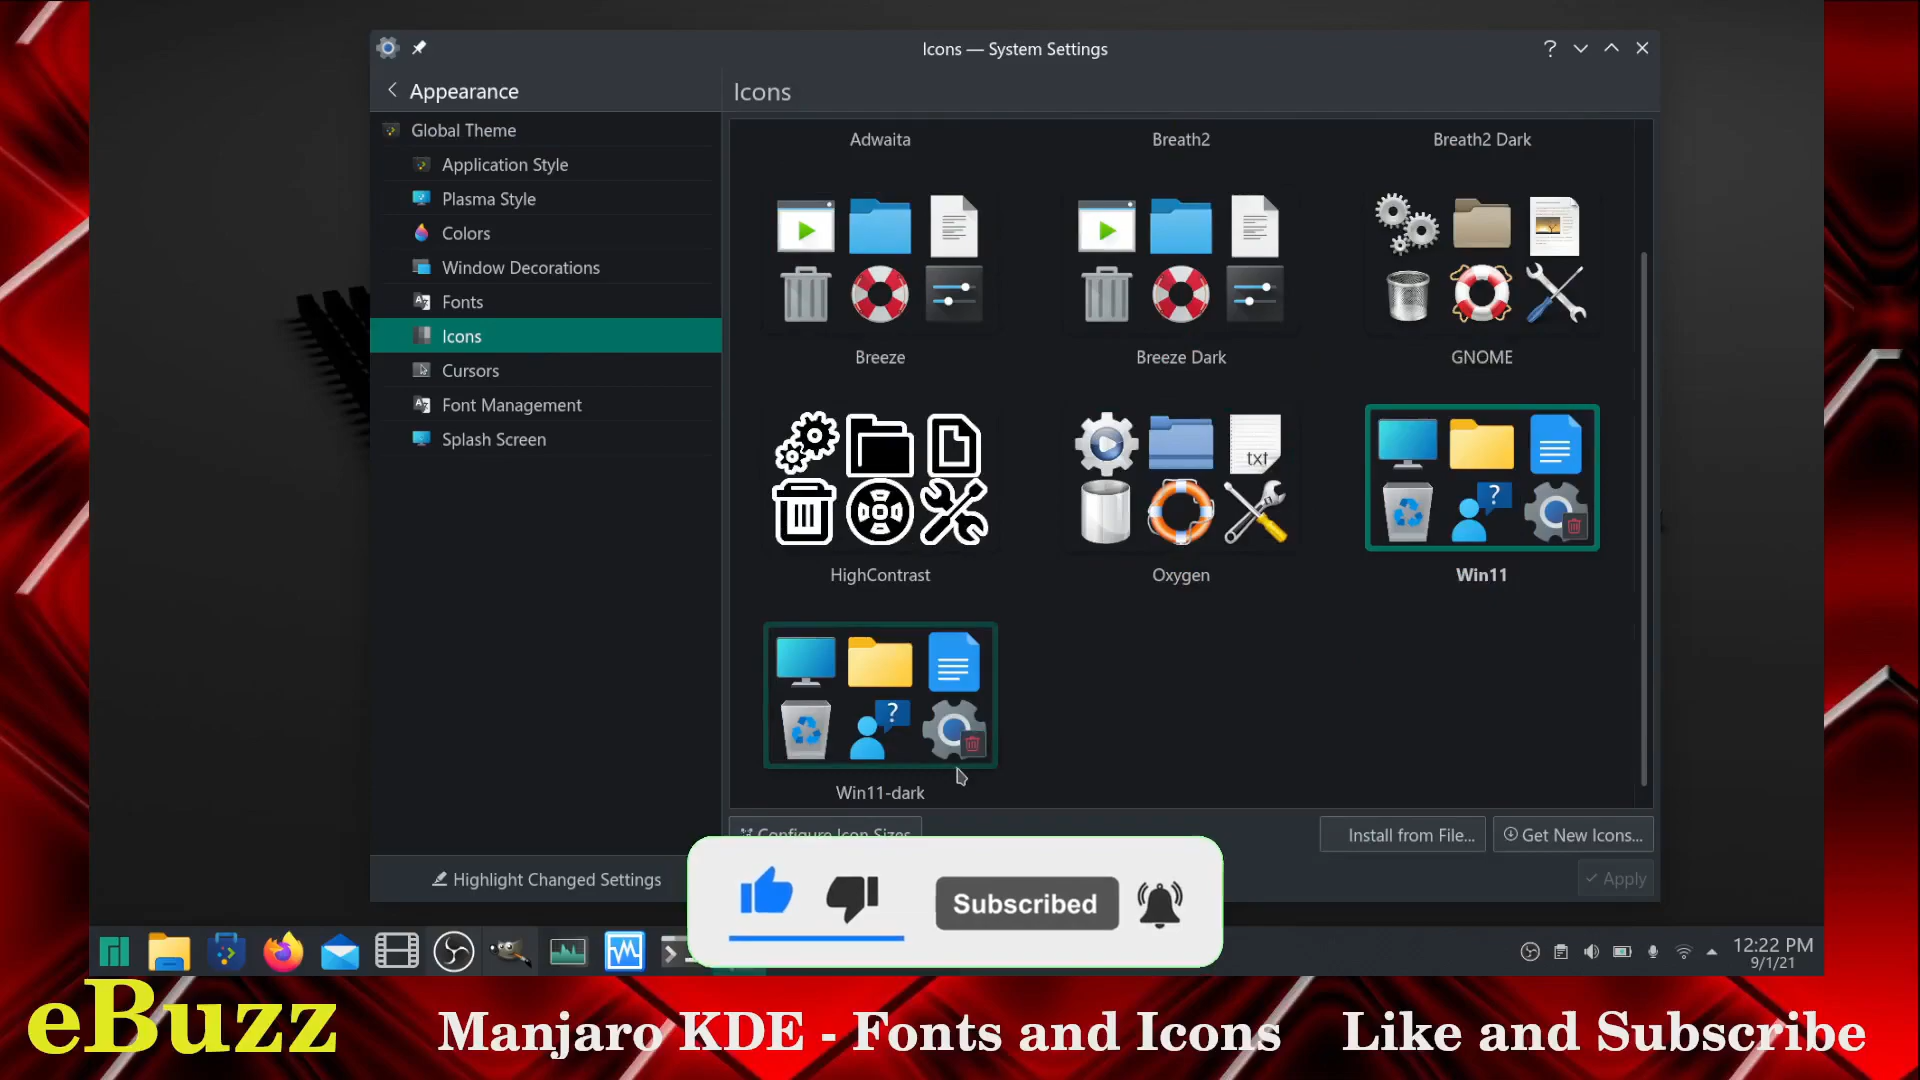 Icons — System Settings
?
Appearance
Icons
Global Theme
Application Style
Plasma Style
Colors
Window Decorations
Fonts
Icons
Cursors
Font Management
Splash Screen
Adwaita
Breath2
Breath2 Dark
Breeze
Breeze Dark
GNOME
txt
?
HighContrast
Oxygen
Win11
?
Win11-dark
Configure Icon Sizes
Install from File...
Get New Icons...
Highlight Changed Settings
Apply
Subscribed
12:22 PM
9/1/21
eBuzz
Manjaro KDE - Fonts and Icons
Like and Subscribe